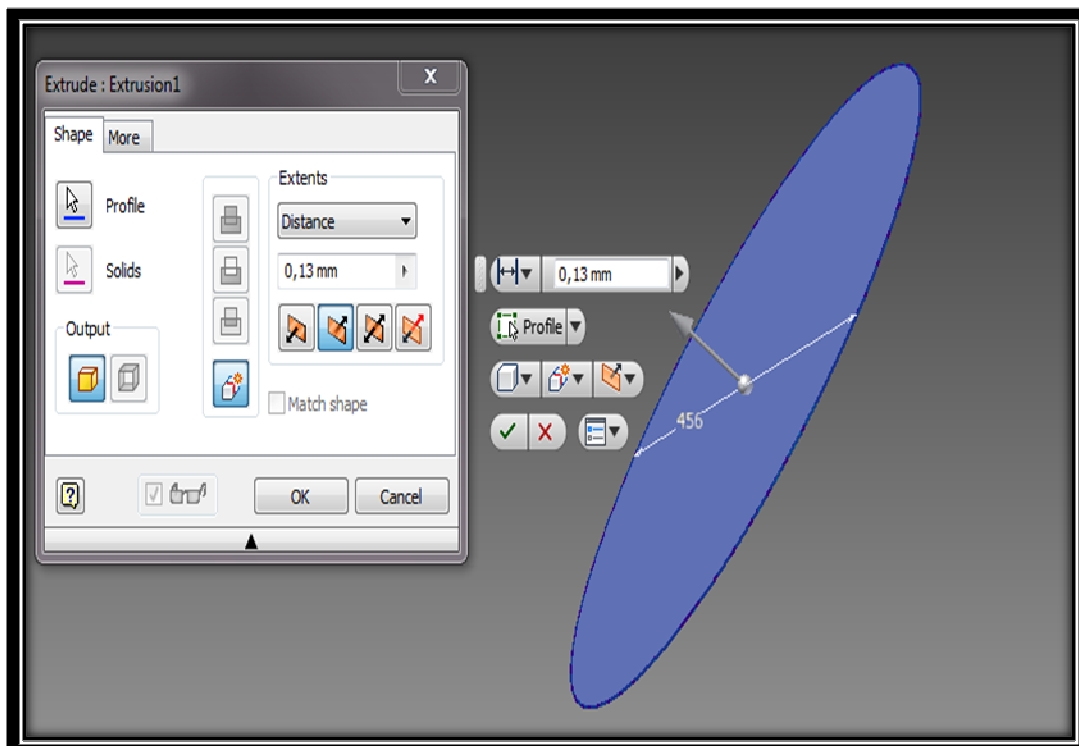 Extrude : Extrusion1
X
Shape
More
Profile
Solids
Output
Extents
Distance
0,13 mm
Match shape
?
OK
Cancel
0,13 mm
Profile
456